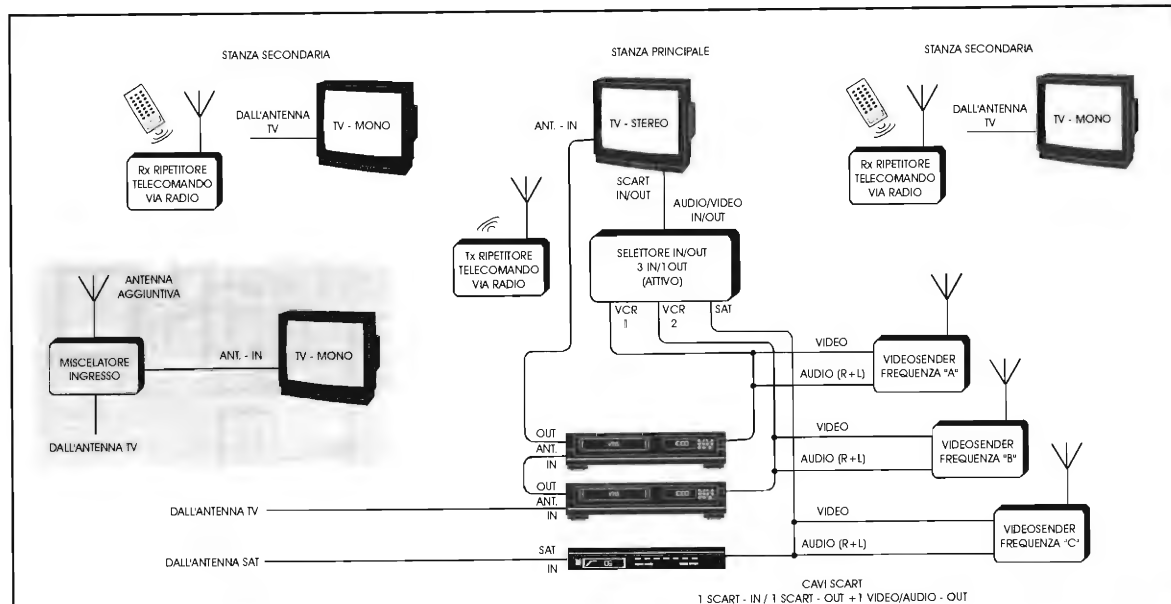 STANZA SECONDARIA
STANZA PRINCIPALE
STANZA SECONDARIA
DALL'ANTENNA
TV
TV - MONO
Rx RIPETITORE
TELECOMANDO
VIA RADIO
ANT. - IN
TV - STEREO
SCART
IN/OUT
AUDIO/VIDEO
IN/OUT
DALL'ANTENNA
TV
TV - MONO
Rx RIPETITORE
TELECOMANDO
VIA RADIO
Tx RIPETITORE
TELECOMANDO
VIA RADIO
SELETTORE IN/OUT
3 IN/1 OUT
(ATTIVO)
VCR
1
VCR
2
SAT
ANTENNA
AGGIUNTIVA
MISCELATORE
INGRESSO
ANT. - IN
TV - MONO
DALL'ANTENNA TV
VIDEO
AUDIO (R+L)
VIDEOSENDER
FREQUENZA "A"
OUT
ANT.
IN
VIDEO
AUDIO (R+L)
VIDEOSENDER
FREQUENZA "B"
OUT
ANT.
IN
DALL'ANTENNA TV
VIDEO
AUDIO (R+L)
VIDEOSENDER
FREQUENZA "C"
DALL'ANTENNA SAT
SAT
IN
CAVI SCART
1 SCART - IN / 1 SCART - OUT + 1 VIDEO/AUDIO - OUT